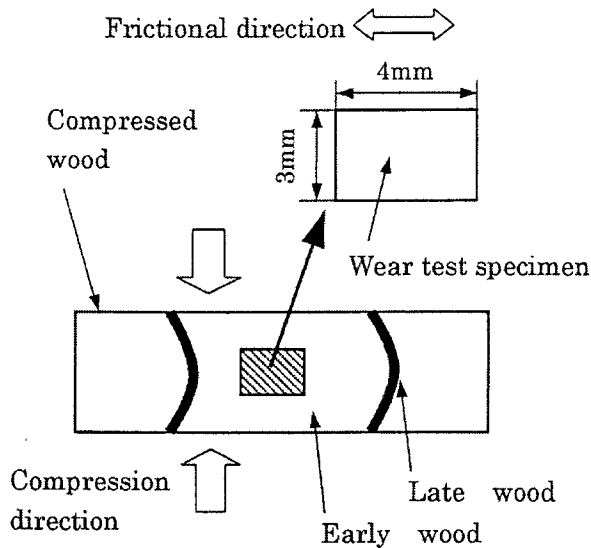 Frictional direction
4mm
3mm
Compressed
wood
Wear test specimen
Compression
direction
Late wood
Early wood